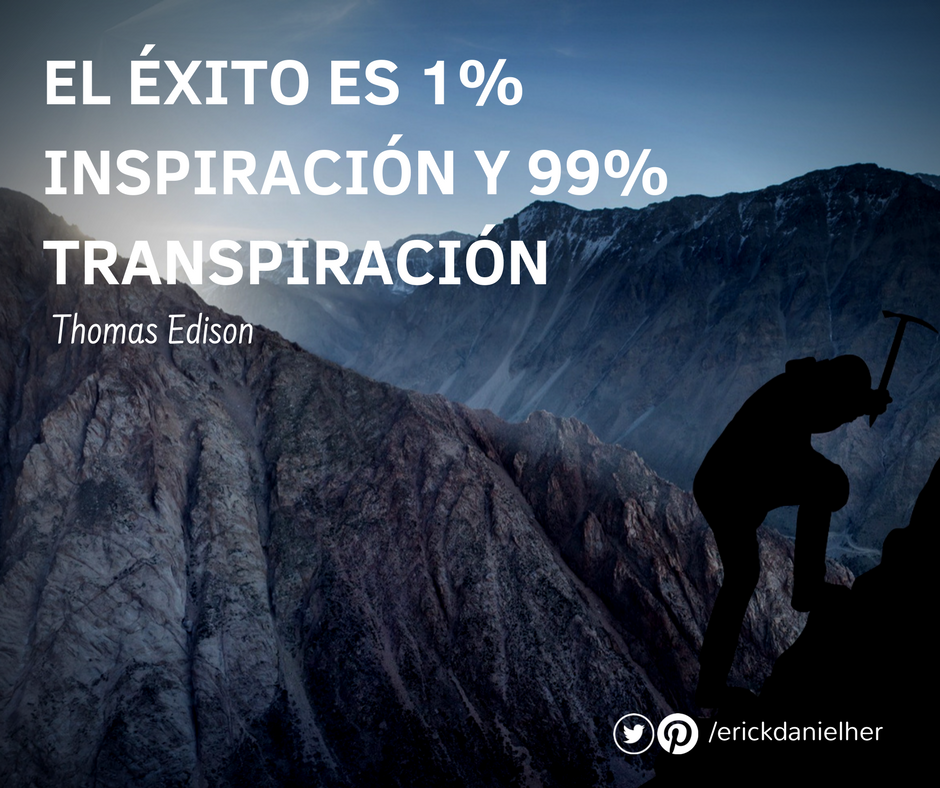 EL ÉXITO ES 1%
INSPIRACIÓN Y 99%
TRANSPIRACIÓN
Thomas Edison
/erickdanielher